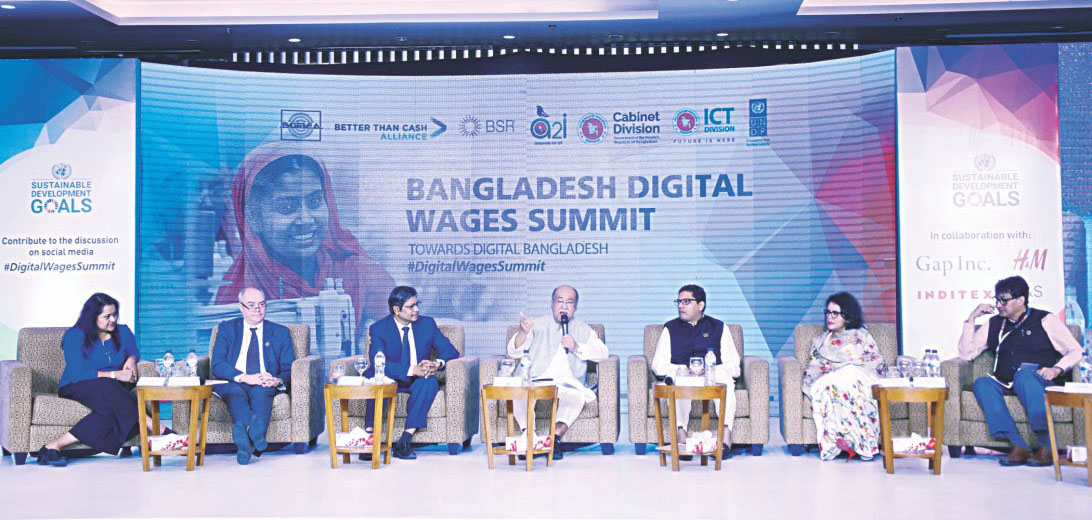 SUSTAINABLE
DEVELOPMENT
GOALS
Contribute to the discussion
on social media
#DigitalWagesSummit
BETTER THAN CASH
ALLIANCE
BSR
a2i
Cabinet
Division
ICT
DIVISION
FUTURE IS HERE
U N
D P
BANGLADESH DIGITAL
WAGES SUMMIT
TOWARDS DIGITAL BANGLADESH
#DigitalWagesSummit
SUSTAINABLE
DEVELOPMENT
GOALS
In collaboration with:
Gap Inc. H&M
INDITEX